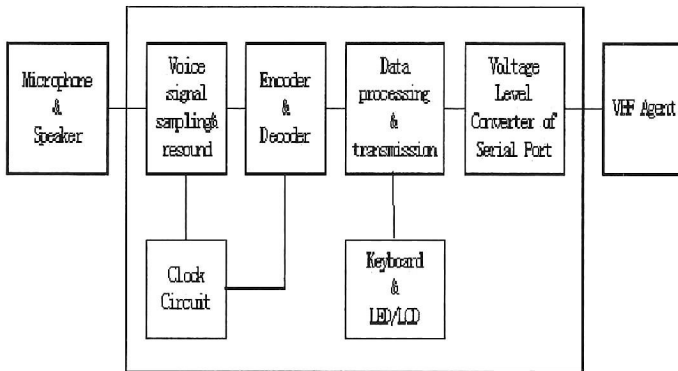 Microphone
&
Speaker
Voice
signal
sampling&
resound
Encoder
&
Decoder
Data
processing
&
transmission
Voltage
Level
Converter of
Serial Port
VHF Agent
Clock
Circuit
Keyboard
&
LED/LCD